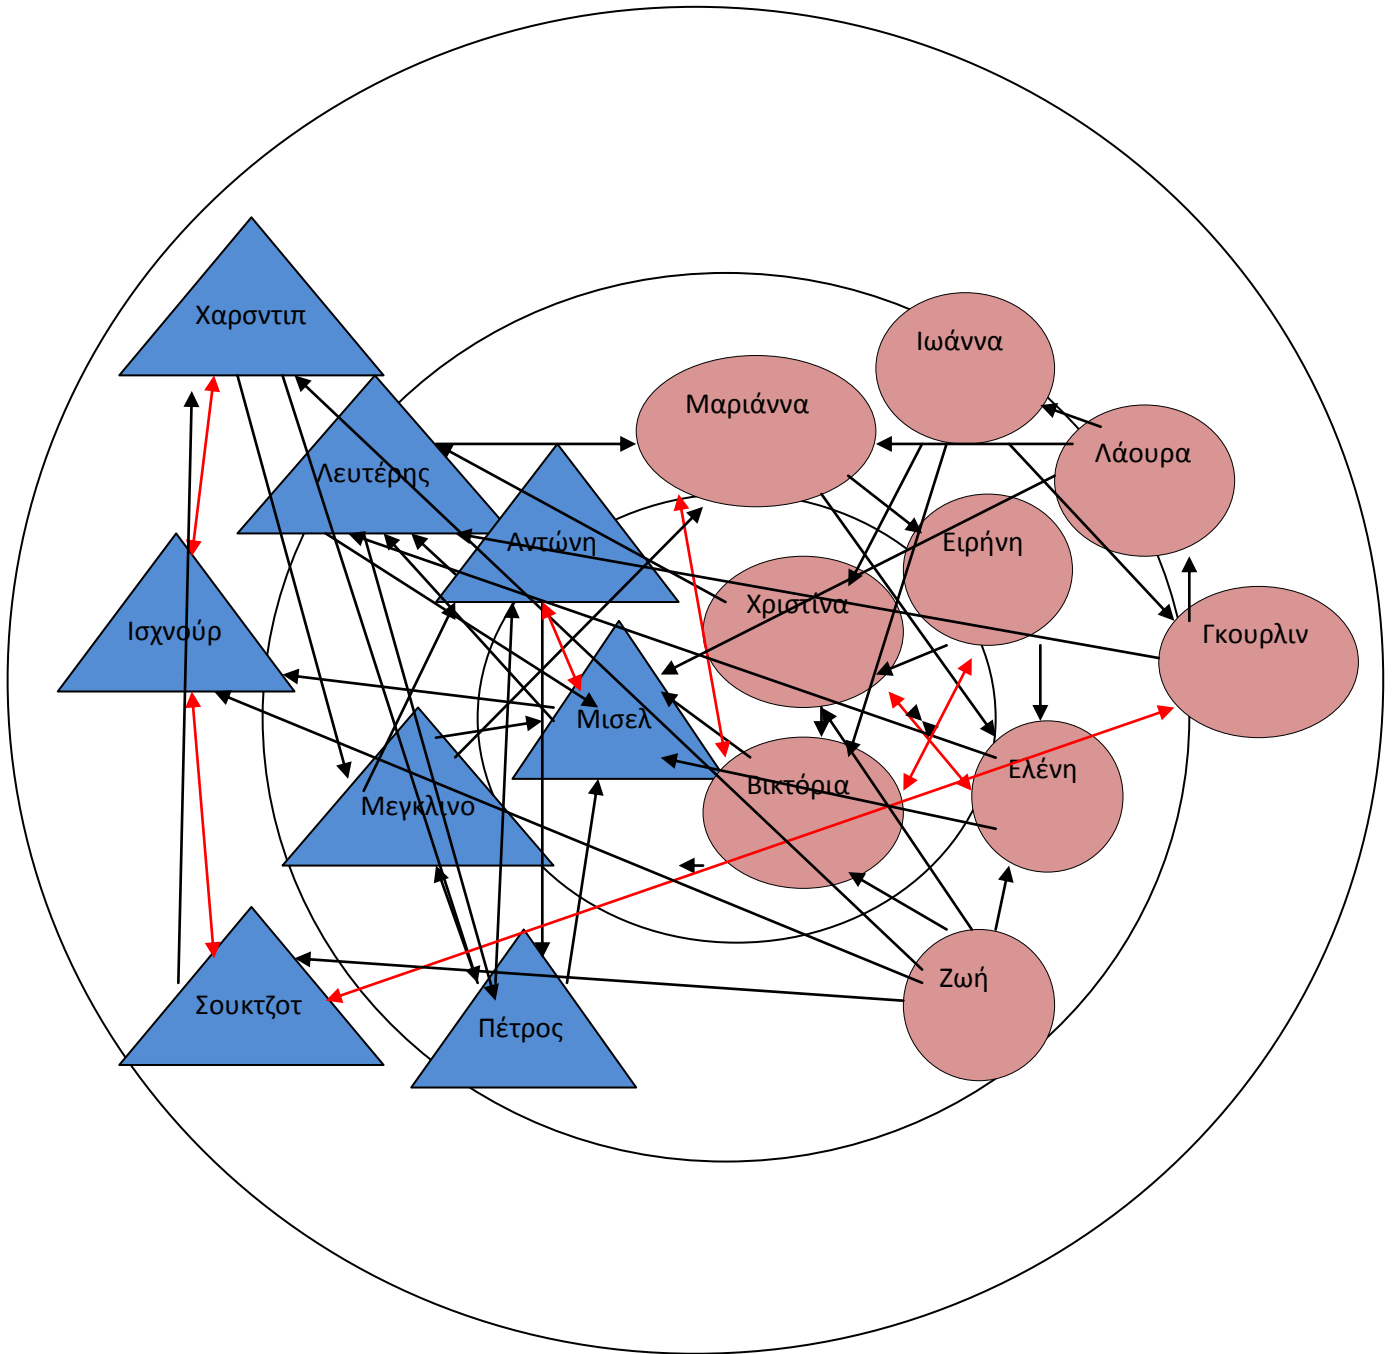 Χαρσντιπ
Ιωάννα
Μαριάννα
Λάουρα
Λευτέρης
Αντώνη
Ειρήνη
Χριστίνα
Ισχνούρ
Γκουρλιν
Μισελ
Ελένη
Βικτόρια
Μεγκλινο
Ζωή
Σουκτζοτ
Πέτρος